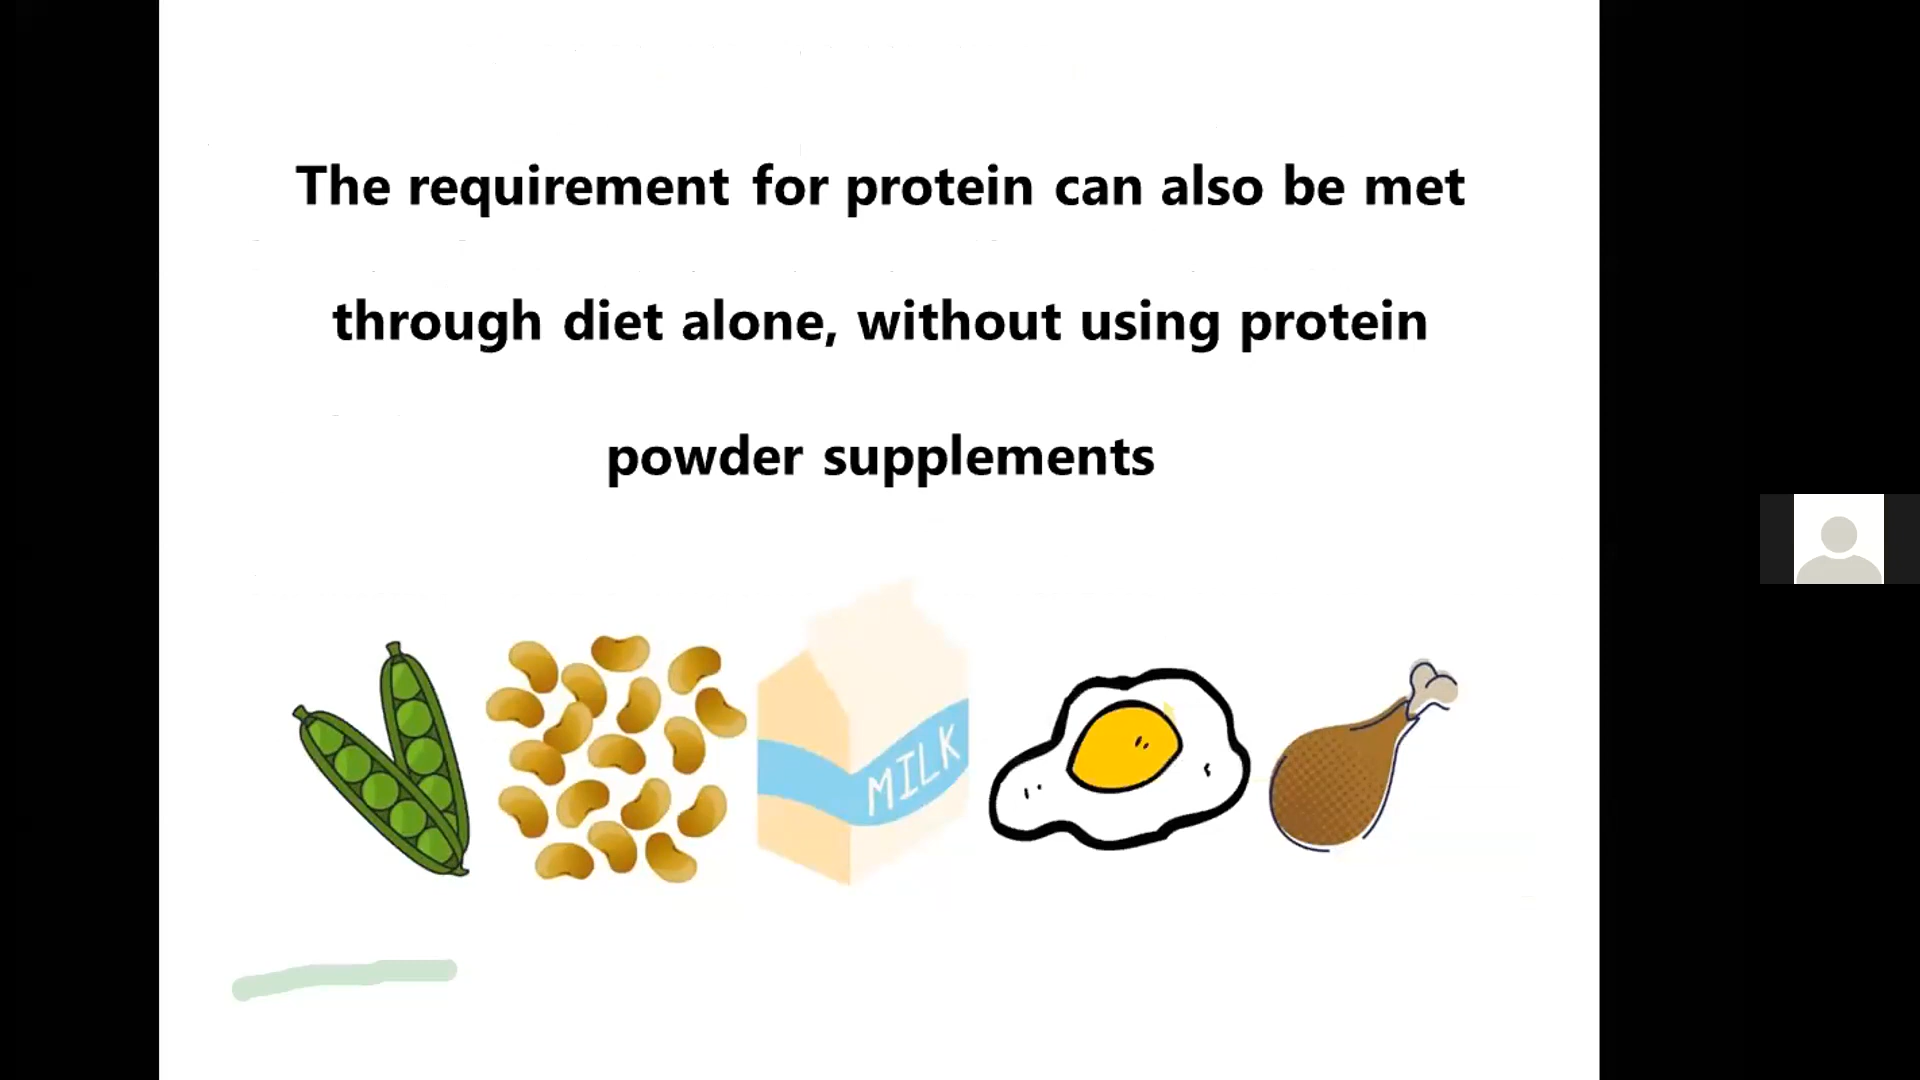 The requirement for protein can also be met
through diet alone, without using protein
powder supplements
MILK